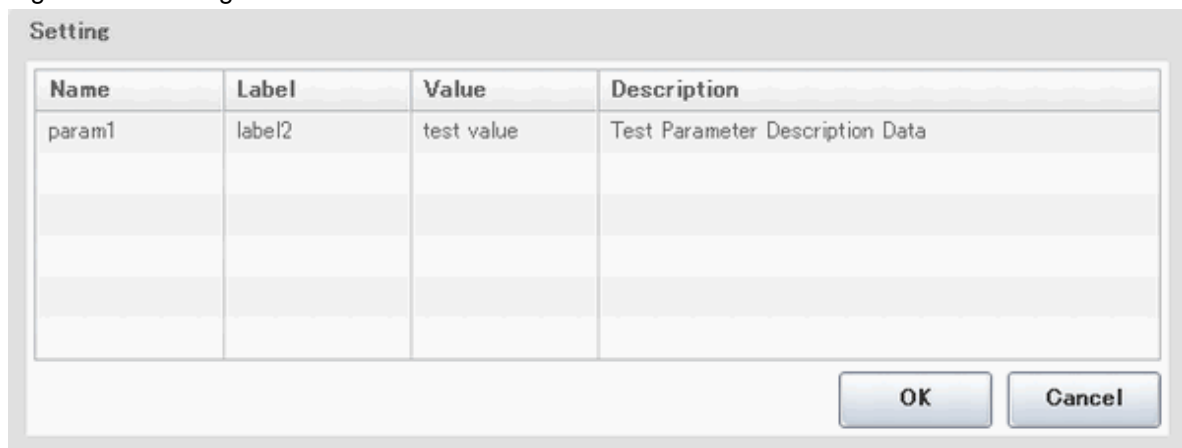 Setting
Name Label Value Description
param1 label2 test value Test Parameter Description Data
OK Cancel